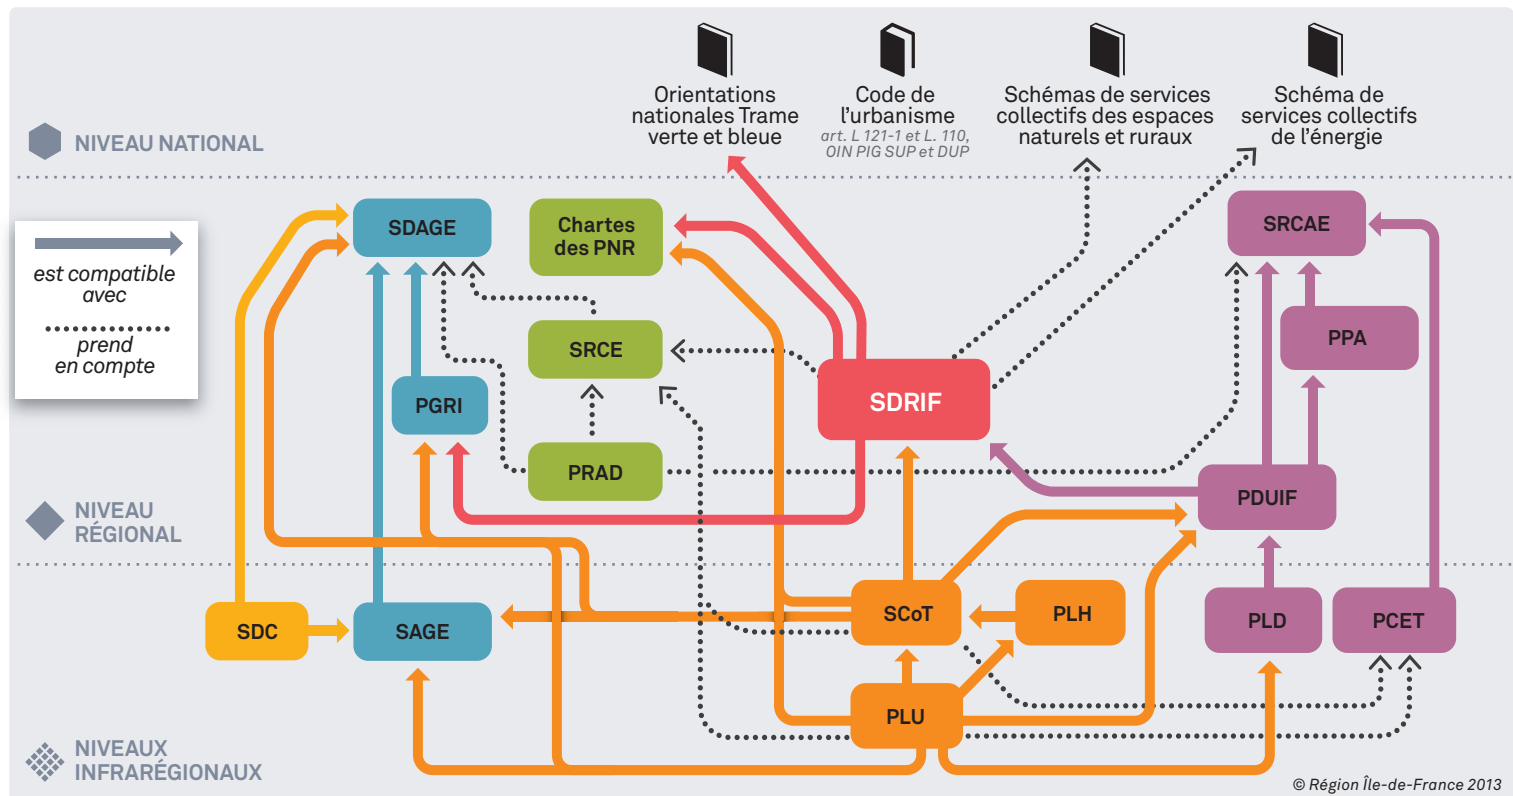 Orientations
nationales Trame
verte et bleue
Code de
l’urbanisme
art. L 121-1 et L. 110,
OIN PIG SUP et DUP
Schémas de services
collectifs des espaces
naturels et ruraux
Schéma de
services collectifs
de l’énergie
NIVEAU NATIONAL
est compatible
avec
prend
en compte
SDAGE
Chartes
des PNR
SRCAE
SRCE
PPA
PGRI
SDRIF
PRAD
PDUIF
NIVEAU
RÉGIONAL
SDC
SAGE
SCoT
PLH
PLD
PCET
PLU
NIVEAUX
INFRARÉGIONAUX
© Région Île-de-France 2013